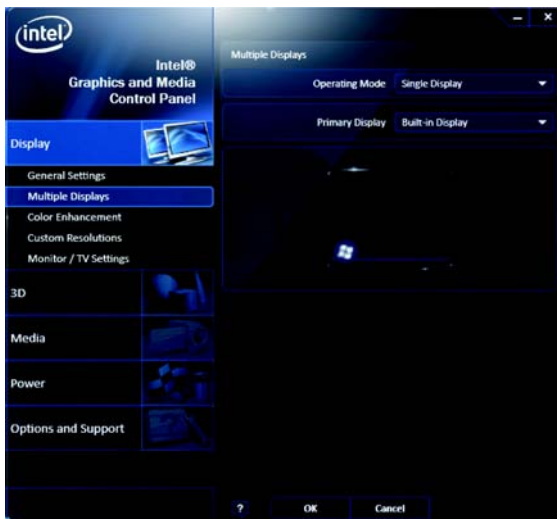 intel
Intel®
Graphics and Media
Control Panel
Display
General Settings
Multiple Displays
Color Enhancement
Custom Resolutions
Monitor / TV Settings
3D
Media
Power
Options and Support
Multiple Displays
Operating Mode Single Display
Primary Display Built-in Display
? OK Cancel